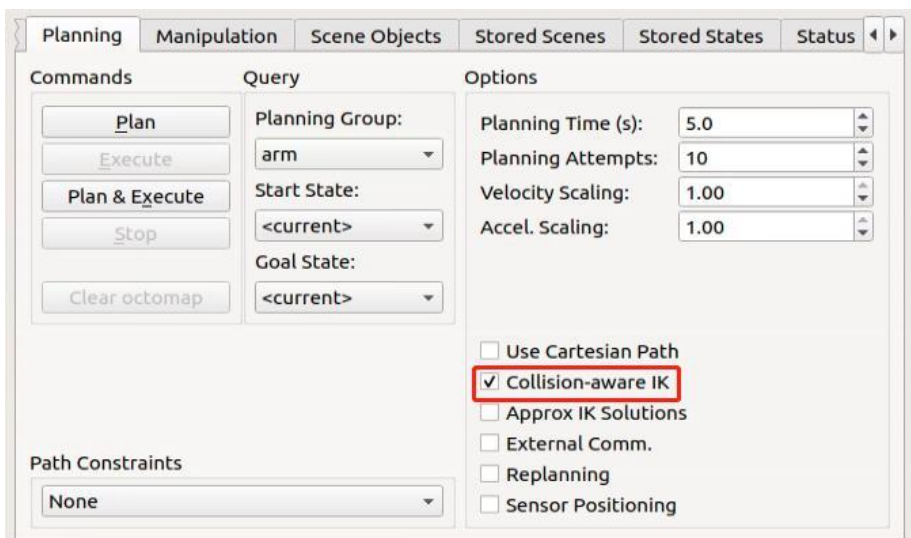 Planning
Manipulation
Scene Objects
Stored Scenes
Stored States
Status
Commands
Plan
Execute
Plan & Execute
Stop
Clear octomap
Query
Planning Group:
arm
Start State:
<current>
Goal State:
<current>
Options
Planning Time (s): 5.0
Planning Attempts: 10
Velocity Scaling: 1.00
Accel. Scaling: 1.00
Use Cartesian Path
Collision-aware IK
Approx IK Solutions
External Comm.
Replanning
Sensor Positioning
Path Constraints
None